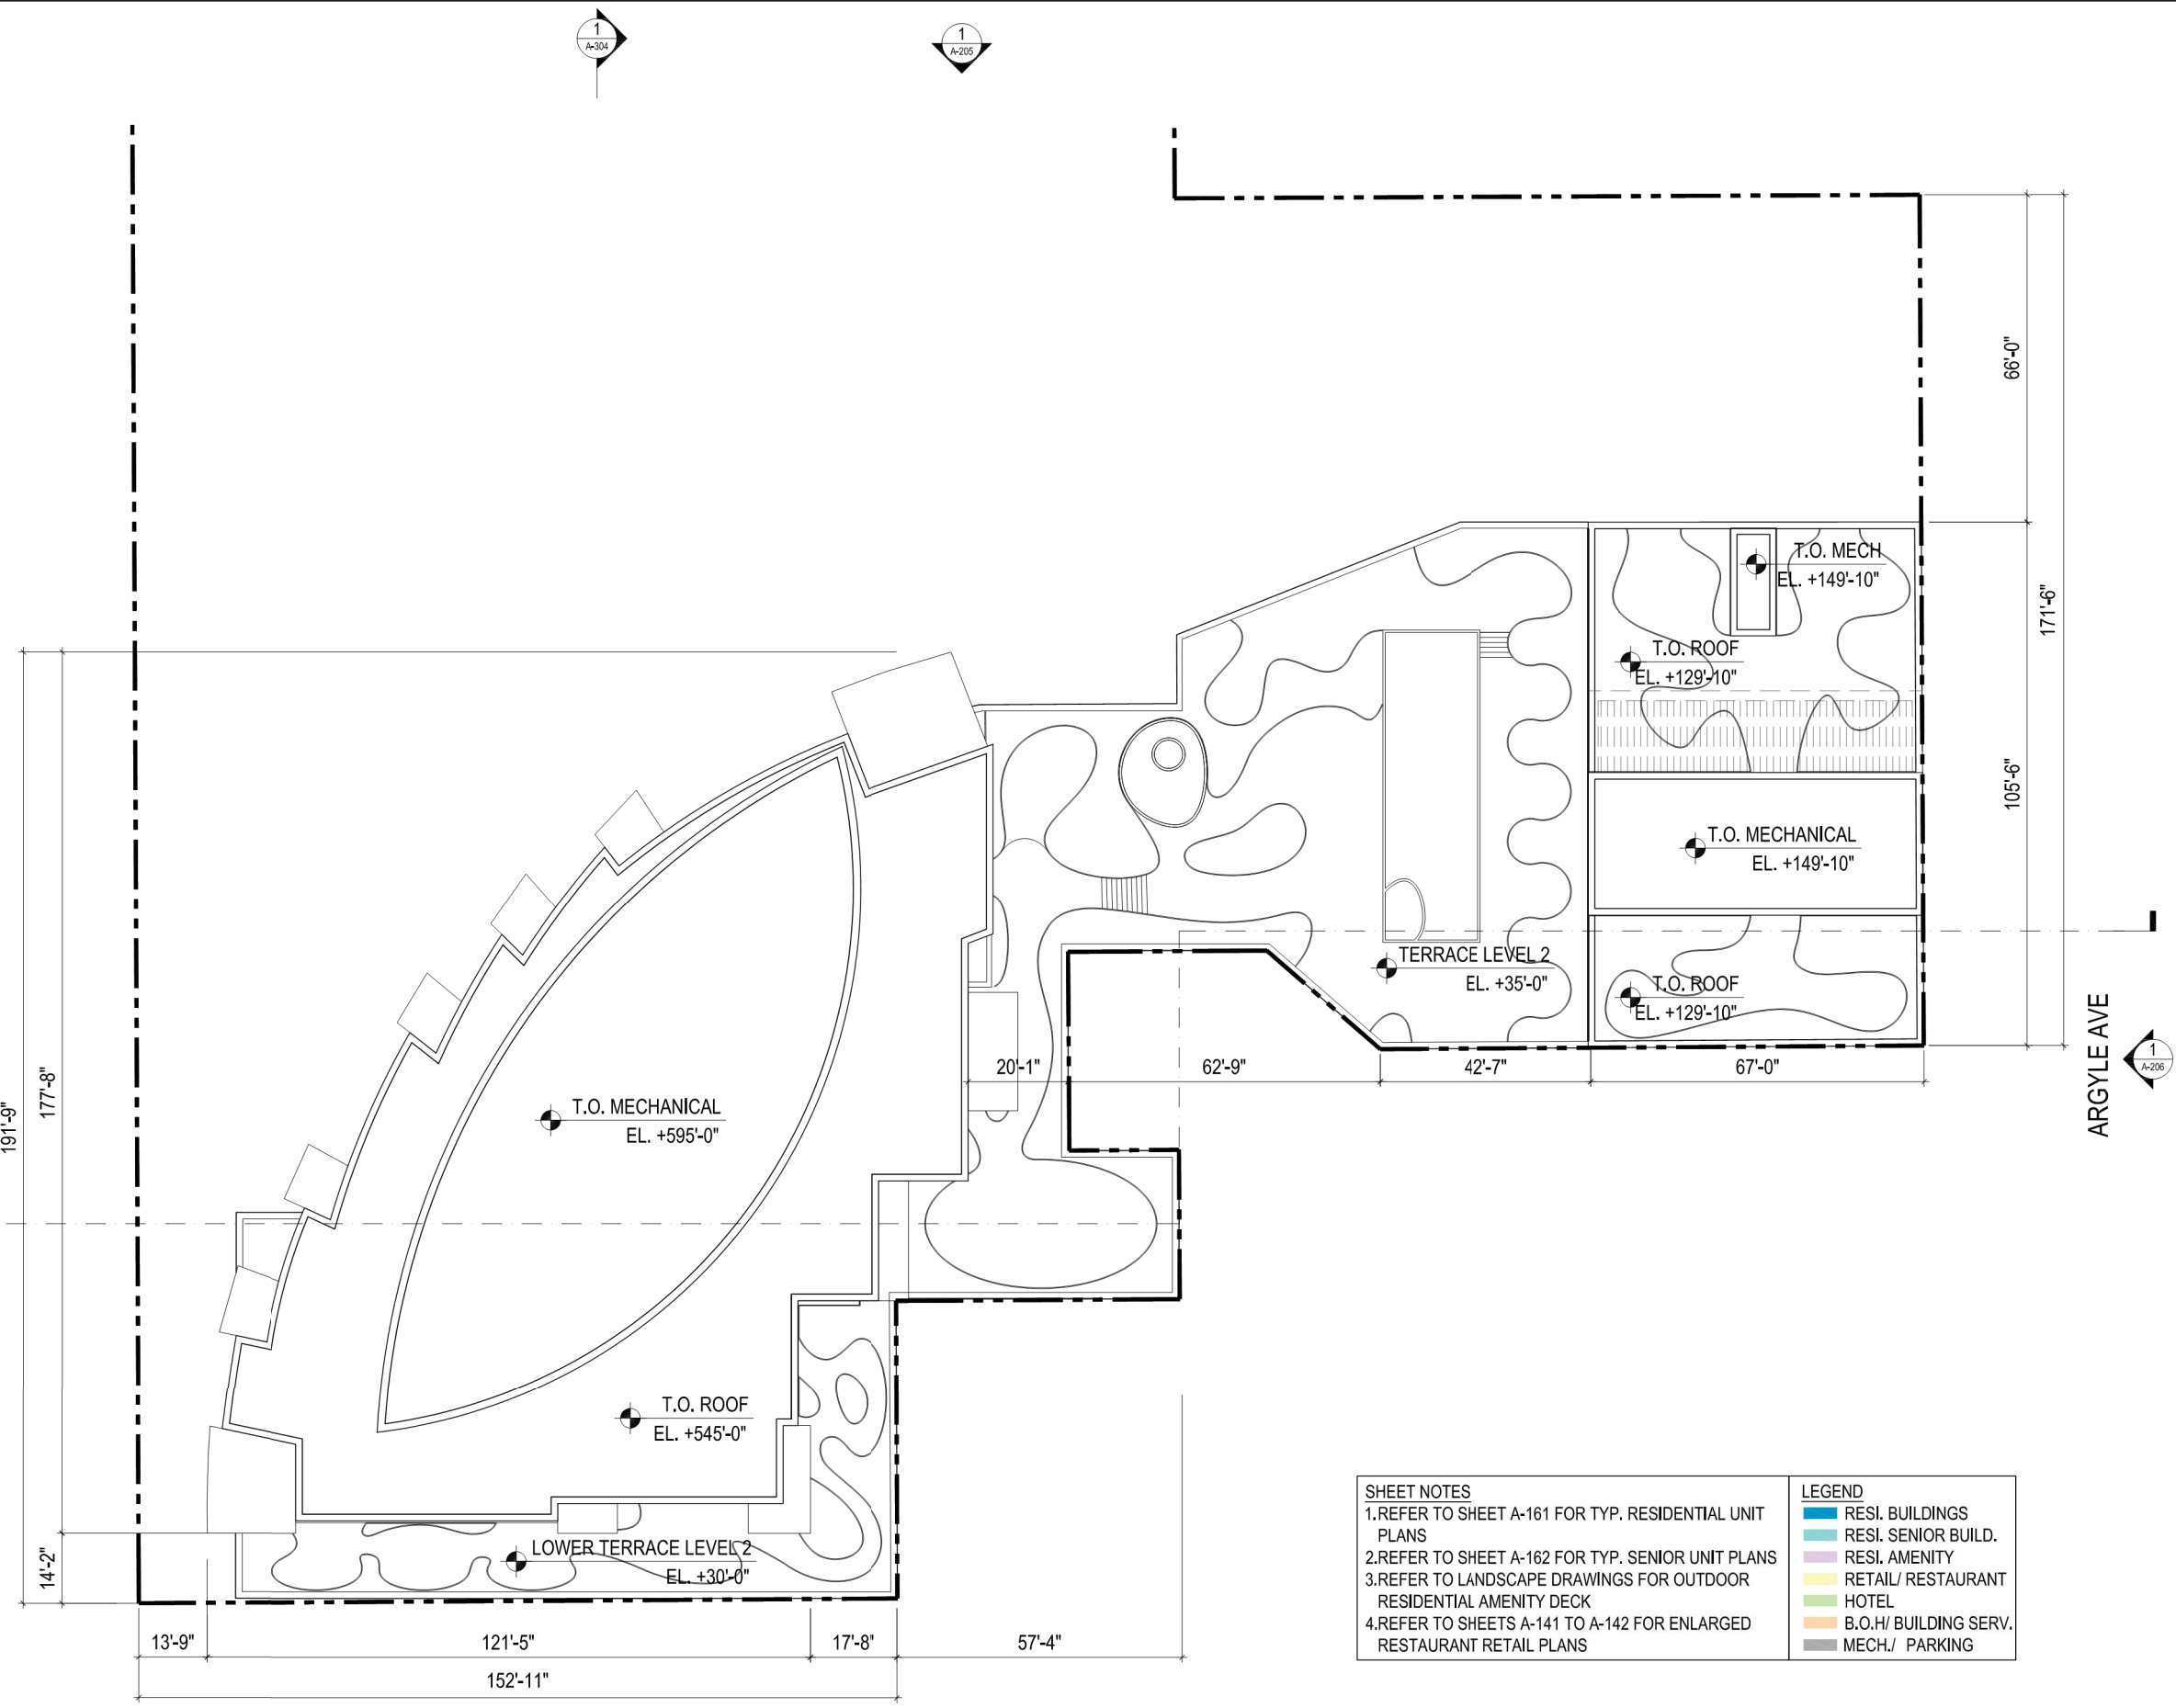 1
A-304
1
A-205
66'-0"
171'-6"
T.O. MECH
EL. +149'-10"
T.O. ROOF
EL. +129'-10"
105'-6"
T.O. MECHANICAL
EL. +149'-10"
TERRACE LEVEL 2
EL. +35'-0"
T.O. ROOF
EL. +129'-10"
ARGYLE AVE
1
A-206
20'-1"
62'-9"
42'-7"
67'-0"
191'-9"
177'-8"
T.O. MECHANICAL
EL. +595'-0"
T.O. ROOF
EL. +545'-0"
14'-2"
LOWER TERRACE LEVEL 2
EL. +30'-0"
13'-9"
121'-5"
17'-8"
57'-4"
152'-11"
SHEET NOTES
1.REFER TO SHEET A-161 FOR TYP. RESIDENTIAL UNIT
PLANS
2.REFER TO SHEET A-162 FOR TYP. SENIOR UNIT PLANS
3.REFER TO LANDSCAPE DRAWINGS FOR OUTDOOR
RESIDENTIAL AMENITY DECK
4.REFER TO SHEETS A-141 TO A-142 FOR ENLARGED
RESTAURANT RETAIL PLANS
LEGEND
RESI. BUILDINGS
RESI. SENIOR BUILD.
RESI. AMENITY
RETAIL/ RESTAURANT
HOTEL
B.O.H/ BUILDING SERV.
MECH./ PARKING